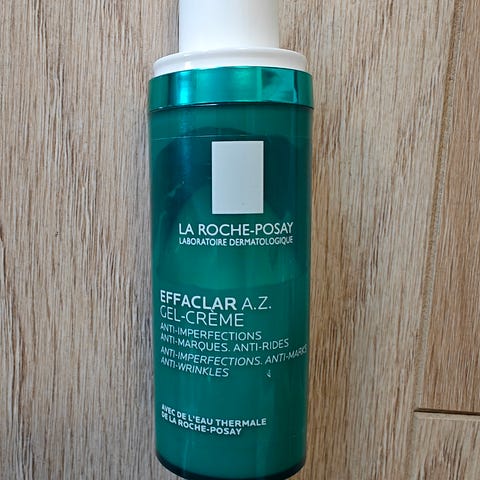 LA ROCHE-POSAY
LABORATOIRE DERMATOLOGIQUE
EFFACLAR A.Z.
GEL-CRÈME
ANTI-IMPERFECTIONS
ANTI-MARQUES. ANTI-RIDES
ANTI-IMPERFECTIONS. ANTI-MARKS
ANTI-WRINKLES
AVEC DE L'EAU THERMALE
DE LA ROCHE-POSAY